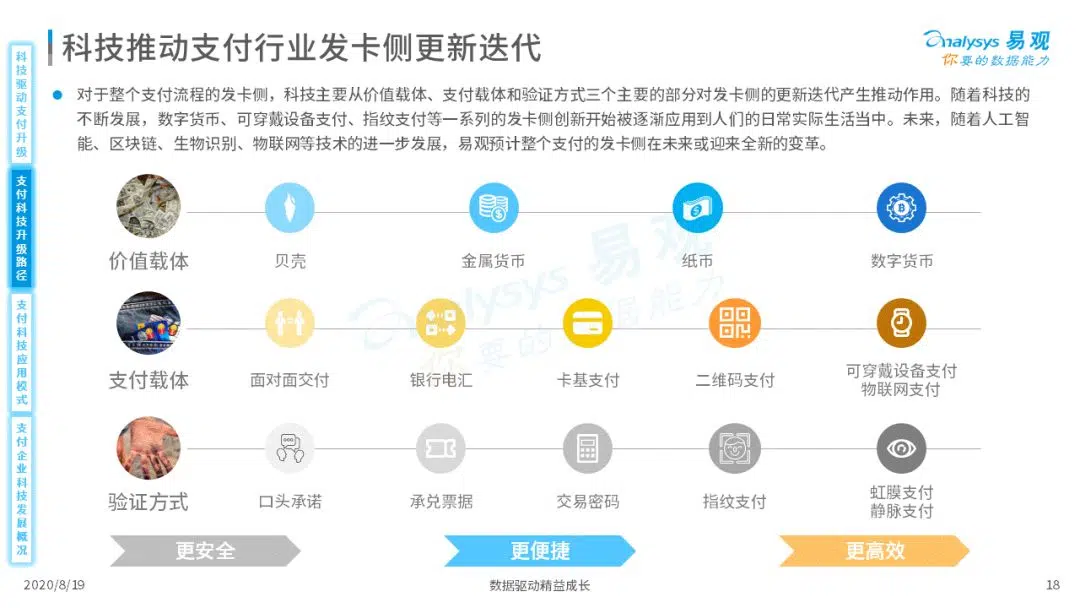 科技推动支付行业发卡侧更新迭代
analysys 易观
你要的数据能力
科技驱动支付升级
支付科技升级路径
支付科技应用模式
支付企业科技发展概况
对于整个支付流程的发卡侧，科技主要从价值载体、支付载体和验证方式三个主要的部分对发卡侧的更新迭代产生推动作用。随着科技的
不断发展，数字货币、可穿戴设备支付、指纹支付等一系列的发卡侧创新开始被逐渐应用到人们的日常实际生活当中。未来，随着人工智
能、区块链、生物识别、物联网等技术的进一步发展，易观预计整个支付的发卡侧在未来或迎来全新的变革。
价值载体
贝壳
金属货币
纸币
数字货币
analysys 易观
你要的数据能力
支付载体
面对面交付
银行电汇
卡基支付
二维码支付
可穿戴设备支付
物联网支付
验证方式
口头承诺
承兑票据
交易密码
指纹支付
虹膜支付
静脉支付
更安全
更便捷
更高效
2020/8/19
数据驱动精益成长
18